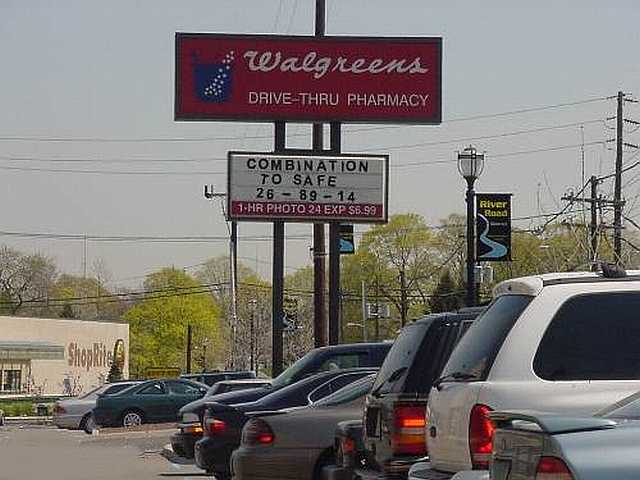 Walgreens
DRIVE-THRU PHARMACY
COMBINATION
TO SAFE
26 - 89 - 14
1-HR PHOTO 24 EXP $6.99
River
Road
ShopRite